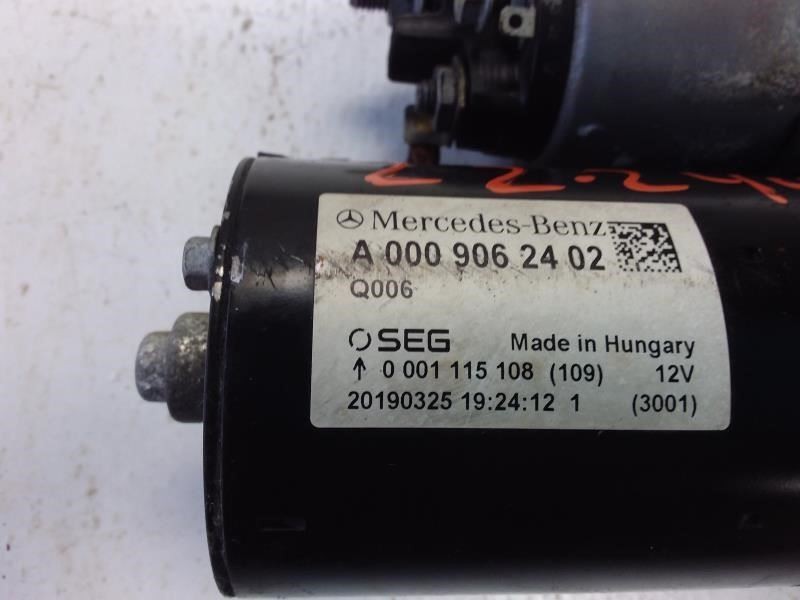 Mercedes-Benz
A 000 906 24 02
Q006
SEG Made in Hungary
↑ 0 001 115 108 (109) 12V
20190325 19:24:12 1 (3001)